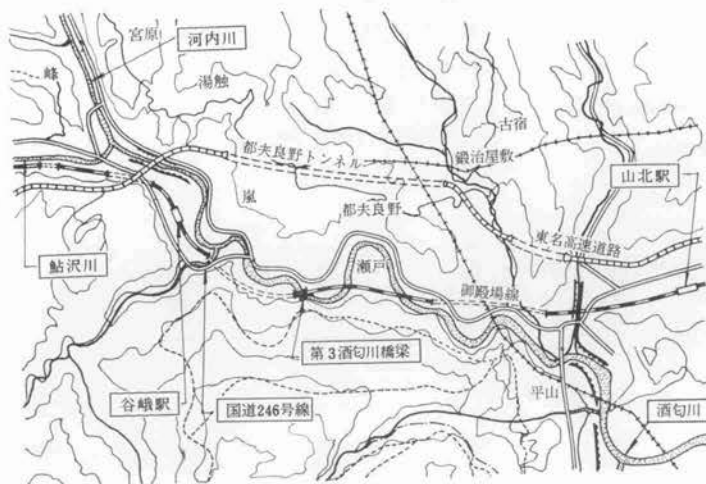 宮原
河内川
峰
湯触
古宿
都夫良野トンネル
鍛冶屋敷
山北駅
嵐
都夫良野
東名高速道路
鮎沢川
瀬戸
御殿場線
第3酒匂川橋梁
谷峨駅
国道246号線
平山
酒匂川